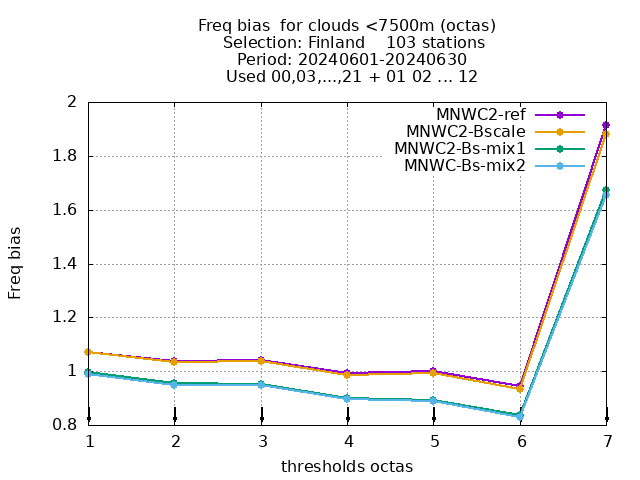 Freq bias  for clouds <7500m (octas)
Selection: Finland    103 stations
Period: 20240601-20240630
Used 00,03,...,21 + 01 02 ... 12
MNWC2-ref
MNWC2-Bscale
MNWC2-Bs-mix1
MNWC-Bs-mix2
Freq bias
2
1.8
1.6
1.4
1.2
1
0.8
1 2 3 4 5 6 7
thresholds octas